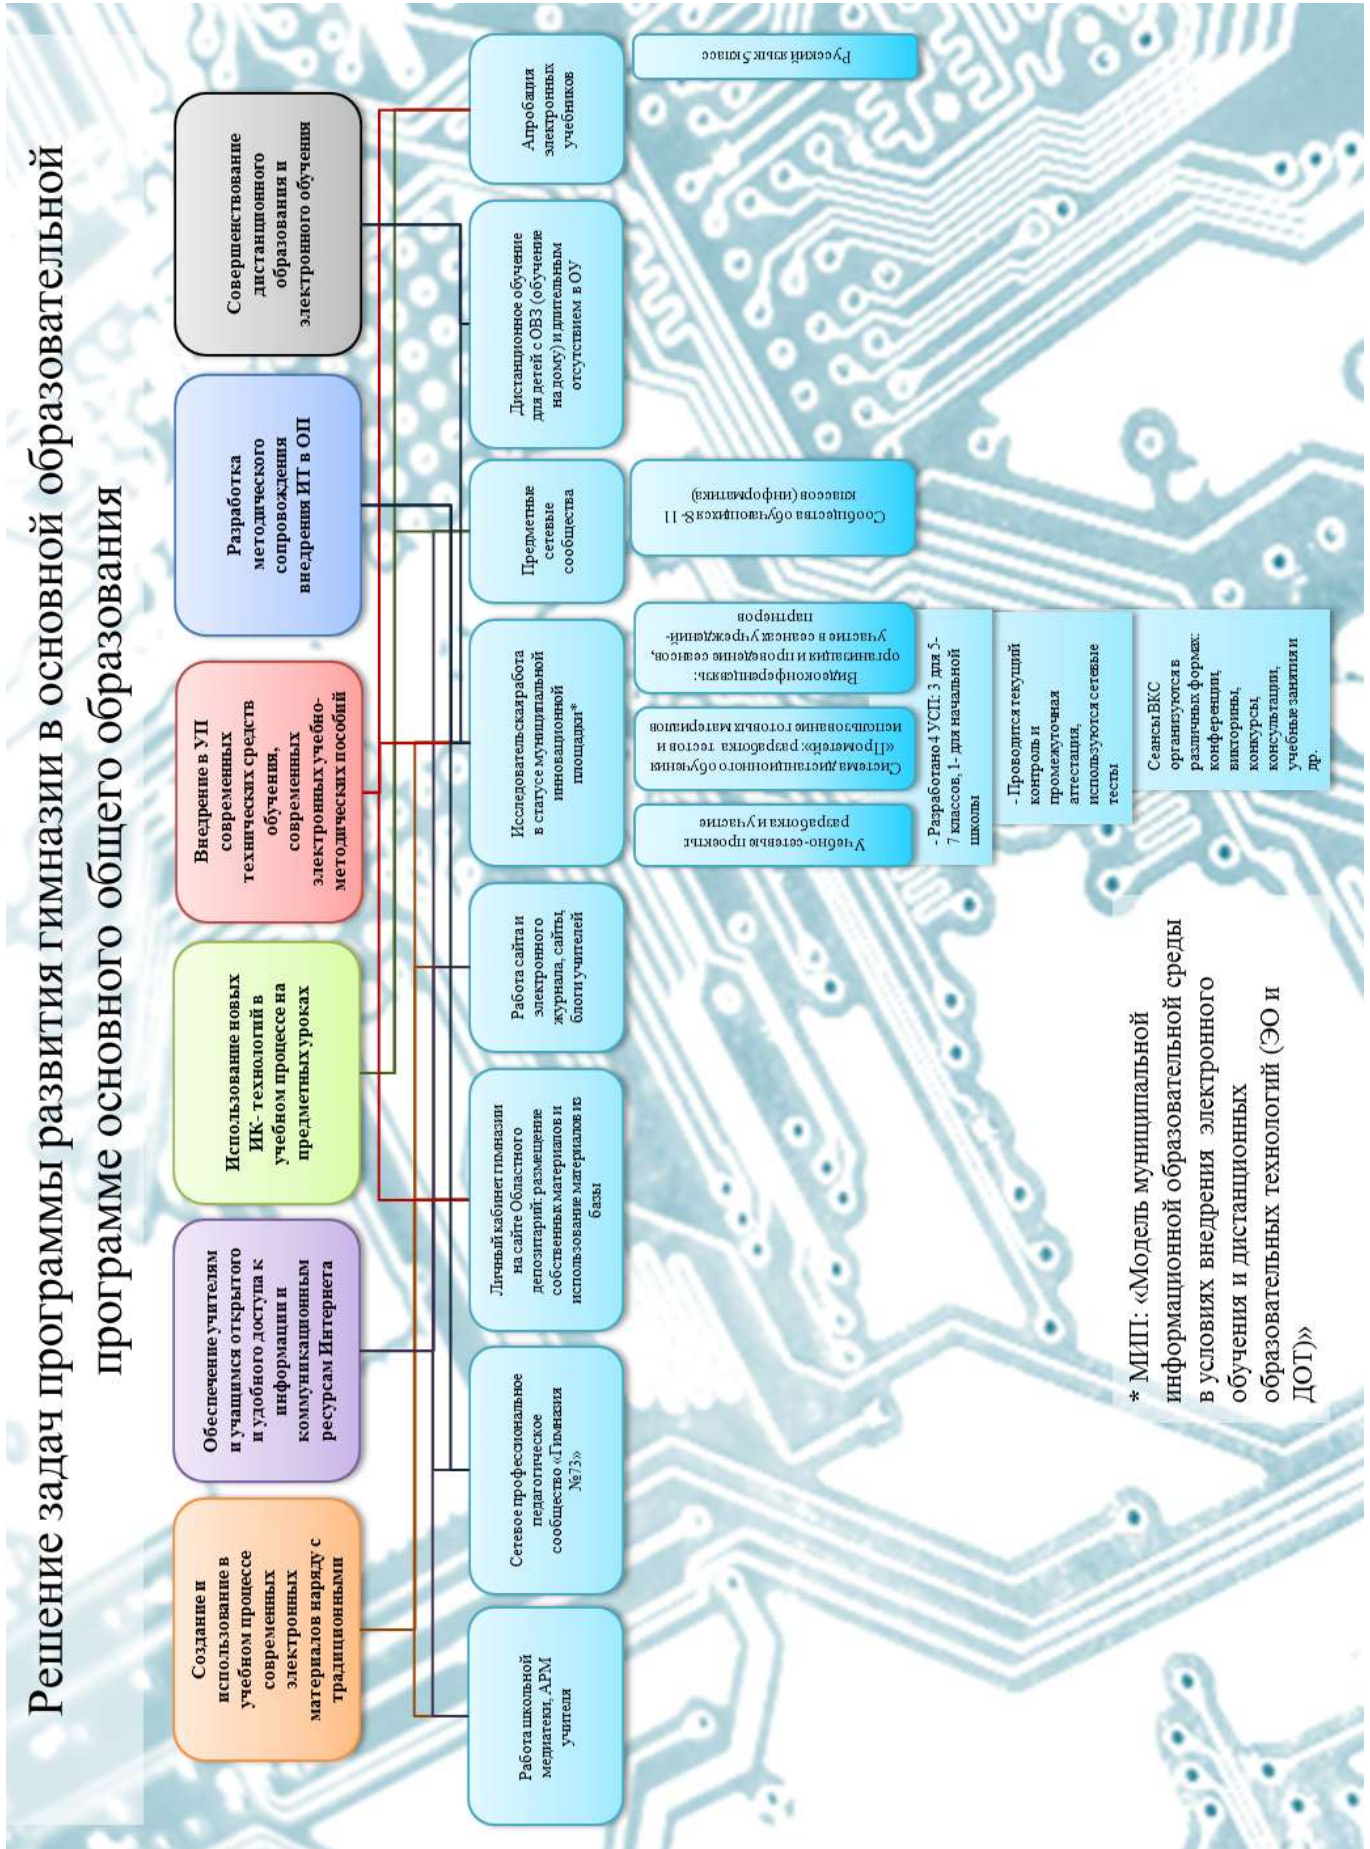 Решение задач программы развития гимназии в основной образовательной
программе основного общего образования
Создание и
использование в
учебном процессе
современных
электронных
материалов наряду с
традиционными
Обеспечение учителям
и учащимся открытого
и удобного доступа к
информации и
коммуникационным
ресурсам Интернета
Использование новых
ИК- технологий в
учебном процессе на
предметных уроках
Внедрение в УП
современных
технических средств
обучения,
современных
электронных учебно-
методических пособий
Разработка
методического
сопровождения
внедрения ИТ в ОП
Совершенствование
дистанционного
образования и
электронного обучения
Работа школьной
медиатеки, АРМ
учителя
Сетевое профессиональное
педагогическое
сообщество «Гимназия
№73»
Личный кабинет гимназии
на сайте Областного
депозитарий: размещение
собственных материалов и
использование материалов из
базы
Работа сайта и
электронного
журнала, сайты,
блоги учителей
Исследовательская работа
в статусе муниципальной
инновационной
площадки*
Предметные
сетевые
сообщества
Дистанционное обучение
для детей с ОВЗ (обучение
на дому) и длительным
отсутствием в ОУ
Апробация
электронных
учебников
Учебно-сетевые проекты:
разработка и участие
Система дистанционного обучения
«Прометей»: разработка тестов и
использование готовых материалов
Видеоконференцсвязь:
организация и проведение сеансов,
участие в сеансах учреждений-
партнеров
Сообщества обучающихся 8- 11
классов (информатика)
Русский язык 5 класс
- Разработано 4 УСП: 3 для 5-
7 классов, 1- для начальной
школы
- Проводится текущий
контроль и
промежуточная
аттестация,
используются сетевые
тесты
Сеансы ВКС
организуются в
различных формах:
конференции,
викторины,
конкурсы,
консультации,
учебные занятия и
др.
* МИП: «Модель муниципальной
информационной образовательной среды
в условиях внедрения электронного
обучения и дистанционных
образовательных технологий (ЭО и
ДОТ)»